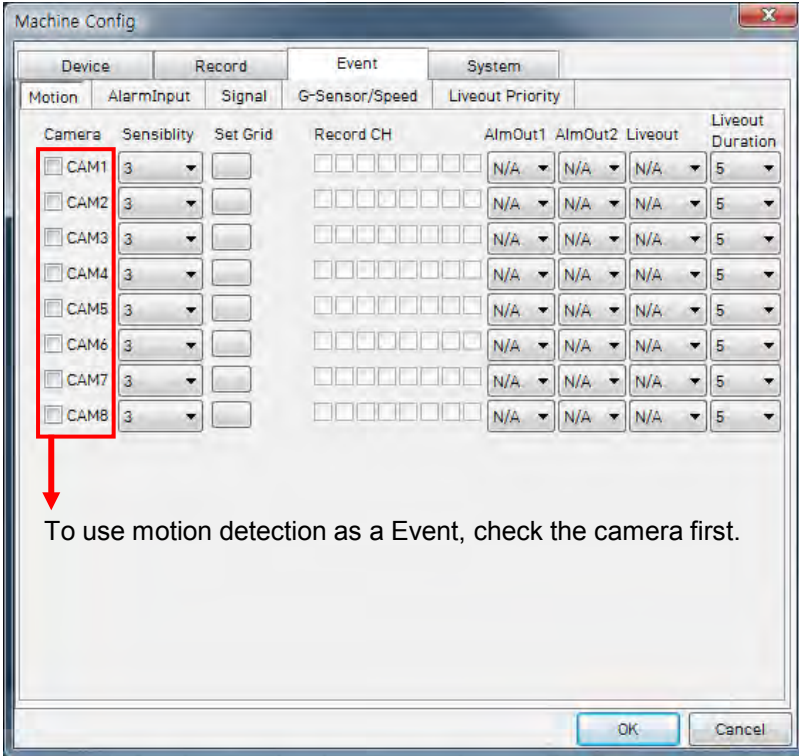 Machine Config
Device Record Event System
Motion AlarmInput Signal G-Sensor/Speed Liveout Priority
Camera Sensiblity Set Grid Record CH AlmOut1 AlmOut2 Liveout Liveout Duration
CAM1 3 N/A N/A N/A 5
CAM2 3 N/A N/A N/A 5
CAM3 3 N/A N/A N/A 5
CAM4 3 N/A N/A N/A 5
CAM5 3 N/A N/A N/A 5
CAM6 3 N/A N/A N/A 5
CAM7 3 N/A N/A N/A 5
CAM8 3 N/A N/A N/A 5
To use motion detection as a Event, check the camera first.
OK Cancel